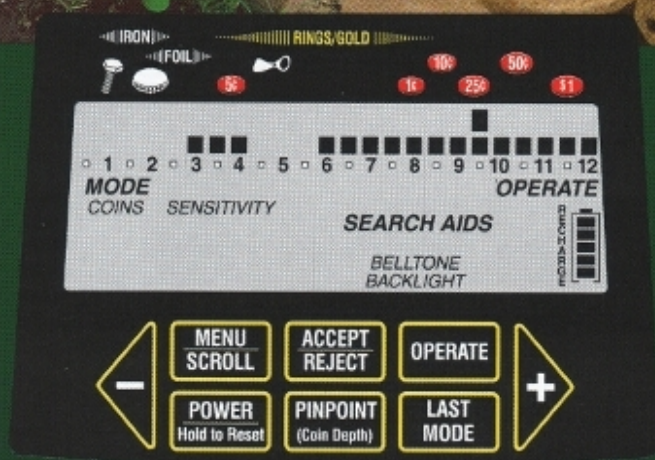 IRON
RINGS/GOLD
FOIL
5¢
1¢
10¢
25¢
50¢
$1
1 2 3 4 5 6 7 8 9 10 11 12
MODE
OPERATE
COINS SENSITIVITY
SEARCH AIDS
RECHARGE
BELLTONE
BACKLIGHT
MENU
SCROLL
ACCEPT
REJECT
OPERATE
-
+
POWER
Hold to Reset
PINPOINT
(Coin Depth)
LAST
MODE